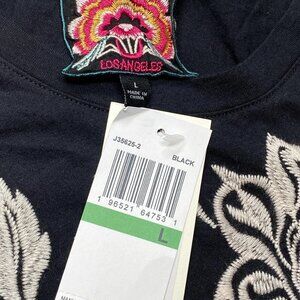 LOS ANGELES
L
MADE IN
CHINA
J35625-2
BLACK
1 96521 64753 1
L